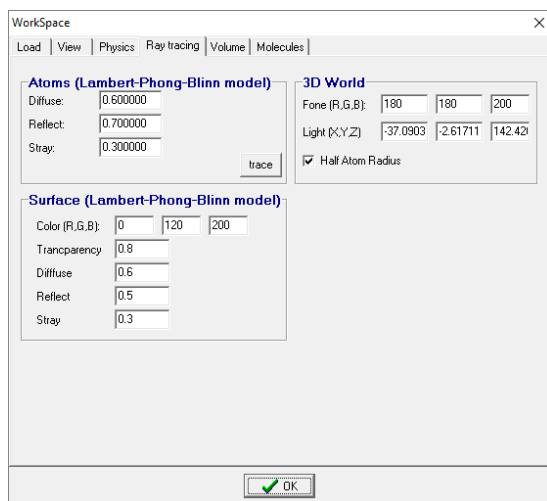 WorkSpace
Load View Physics Ray tracing Volume Molecules
Atoms (Lambert-Phong-Blinn model)
Diffuse: 0.600000
Reflect: 0.700000
Stray: 0.300000
trace
3D World
Fone (R,G,B): 180 180 200
Light (X,Y,Z) -37.0903 -2.61711 142.420
Half Atom Radius
Surface (Lambert-Phong-Blinn model)
Color (R,G,B): 0 120 200
Trancparency 0.8
Difffuse 0.6
Reflect 0.5
Stray 0.3
OK